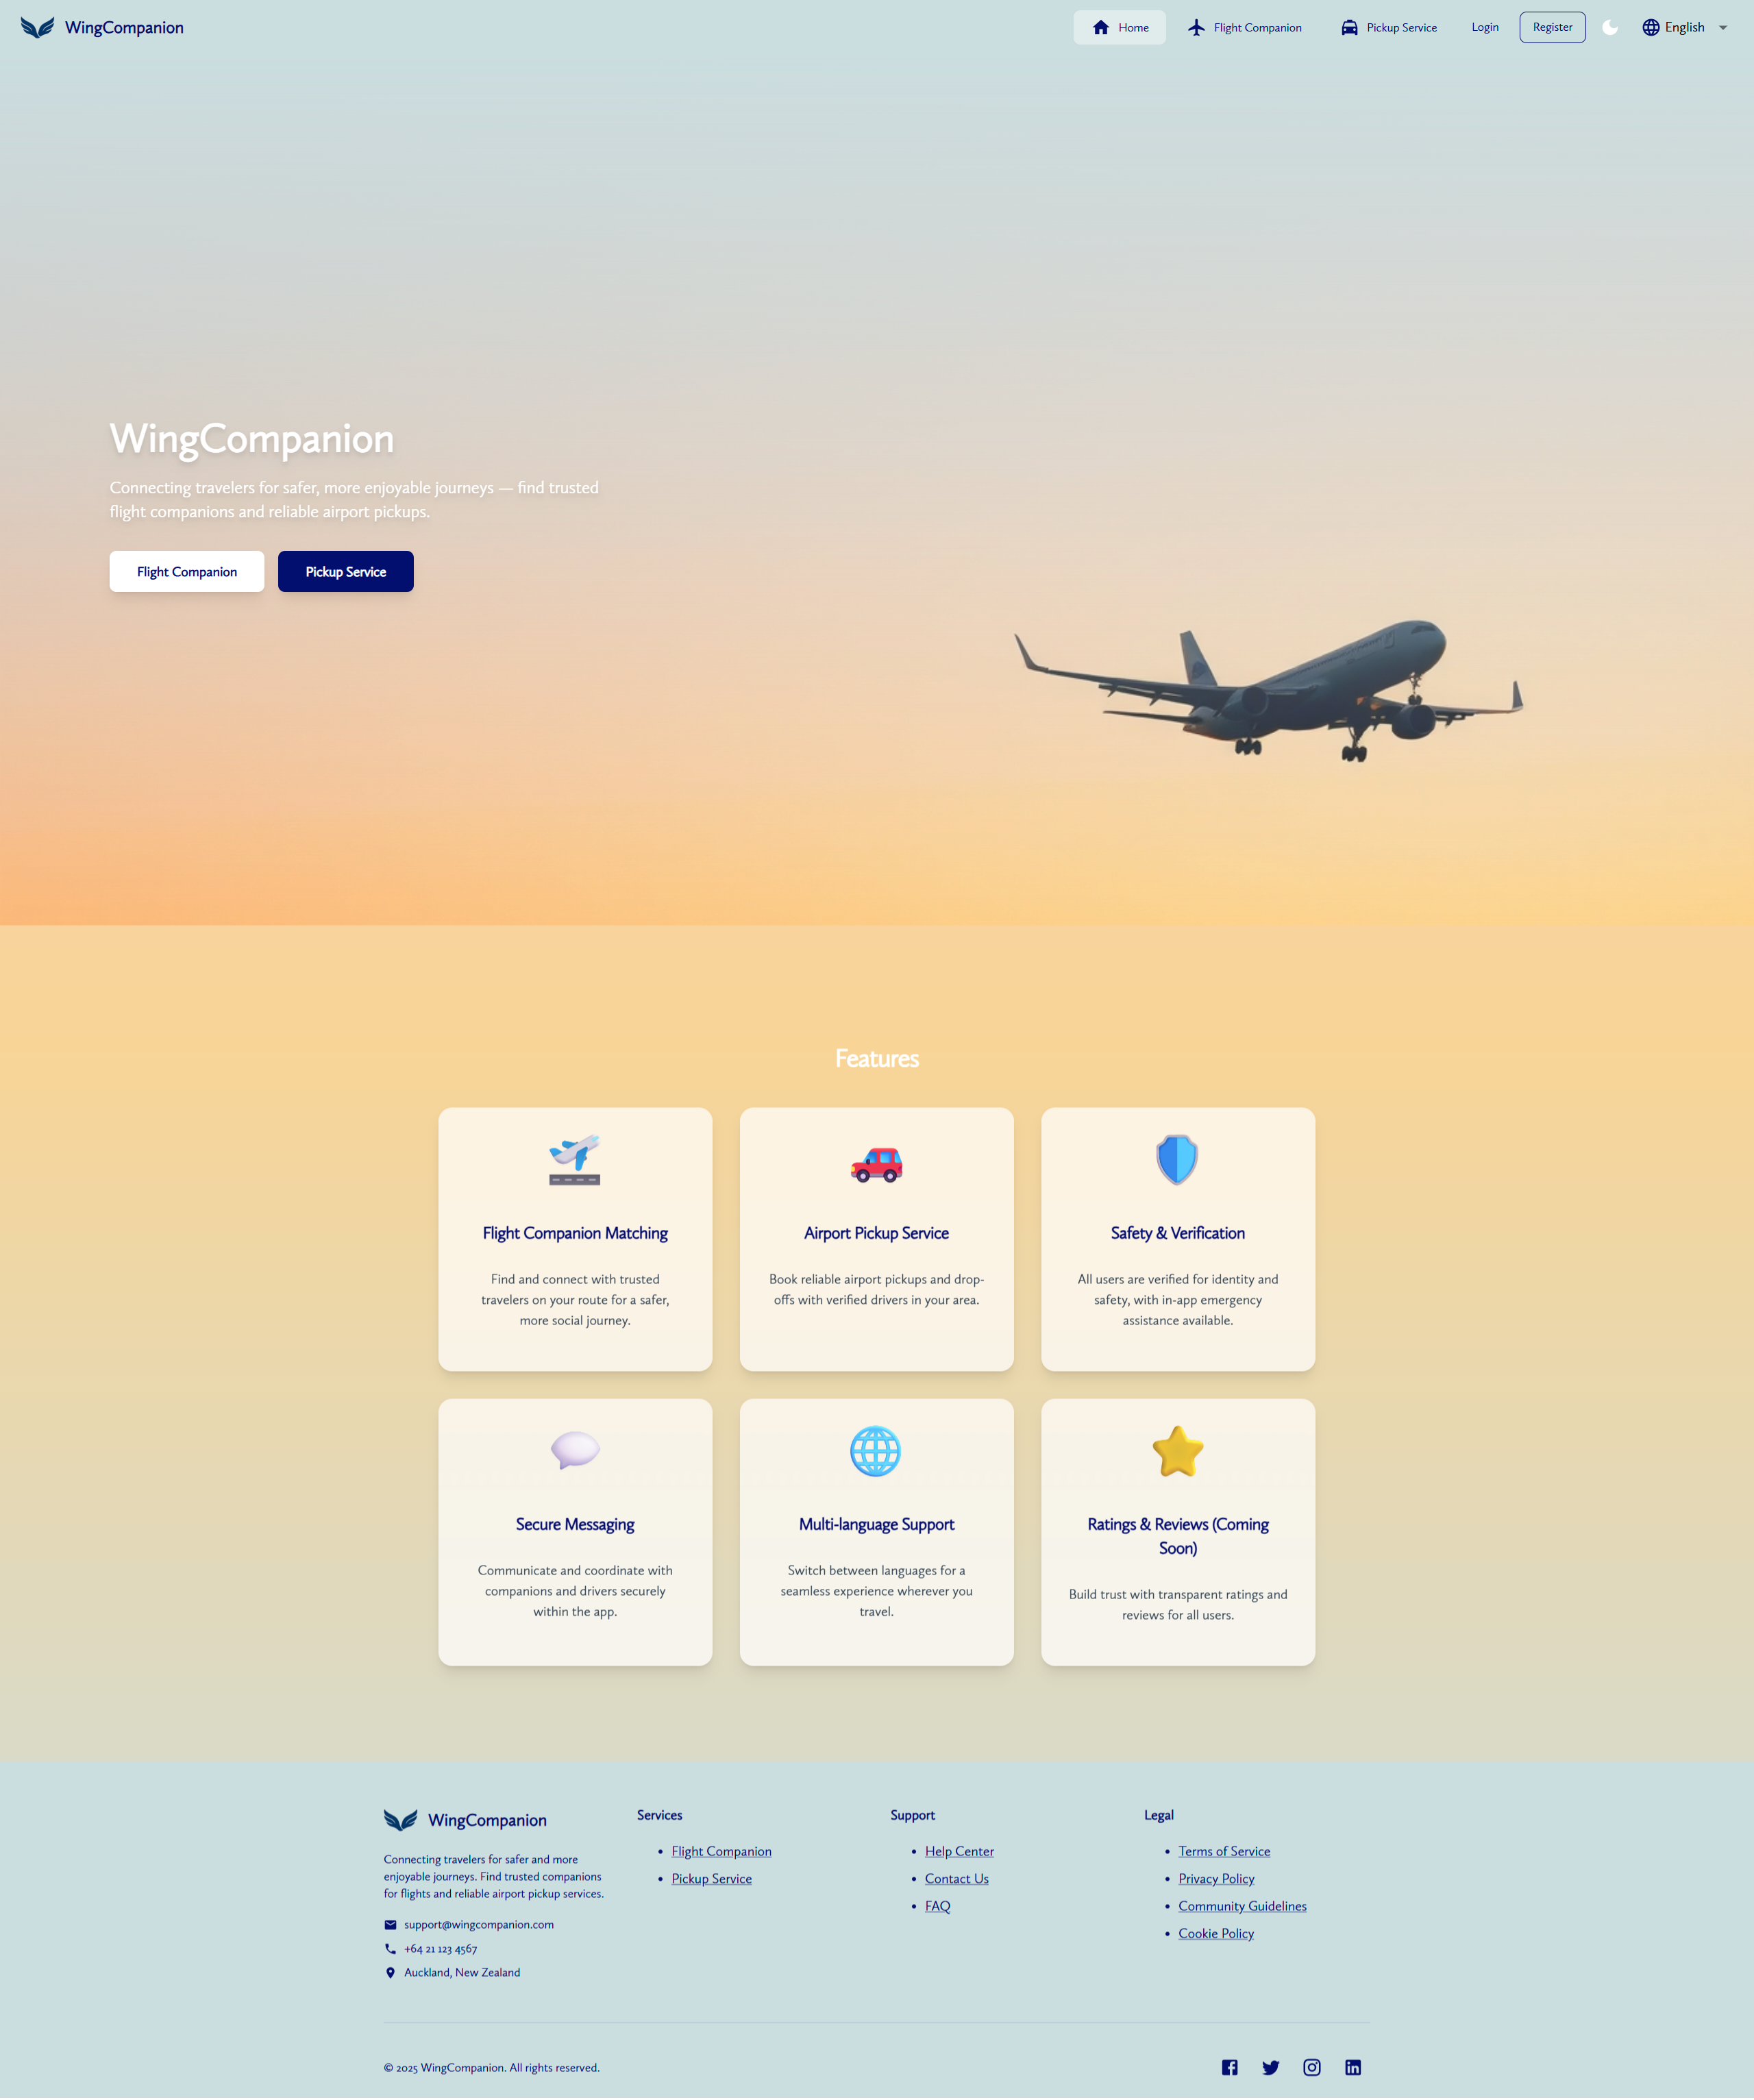 WingCompanion
Home
Flight Companion
Pickup Service
Login
Register
English
WingCompanion
Connecting travelers for safer, more enjoyable journeys — find trusted
flight companions and reliable airport pickups.
Flight Companion
Pickup Service
Features
Flight Companion Matching
Find and connect with trusted
travelers on your route for a safer,
more social journey.
Airport Pickup Service
Book reliable airport pickups and drop-
offs with verified drivers in your area.
Safety & Verification
All users are verified for identity and
safety, with in-app emergency
assistance available.
Secure Messaging
Communicate and coordinate with
companions and drivers securely
within the app.
Multi-language Support
Switch between languages for a
seamless experience wherever you
travel.
Ratings & Reviews (Coming
Soon)
Build trust with transparent ratings and
reviews for all users.
WingCompanion
Connecting travelers for safer and more
enjoyable journeys. Find trusted companions
for flights and reliable airport pickup services.
support@wingcompanion.com
+64 21 123 4567
Auckland, New Zealand
Services
• Flight Companion
• Pickup Service
Support
• Help Center
• Contact Us
• FAQ
Legal
• Terms of Service
• Privacy Policy
• Community Guidelines
• Cookie Policy
© 2025 WingCompanion. All rights reserved.